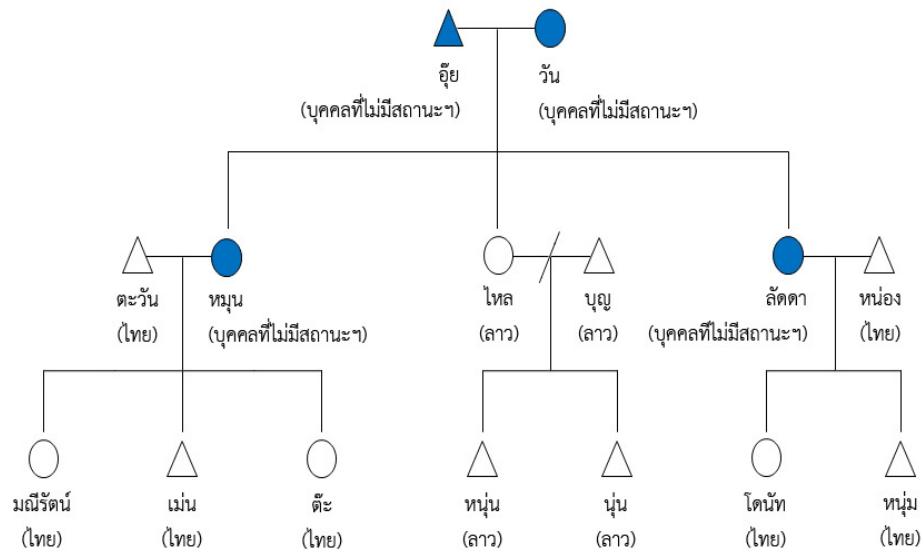 อุ๊ย วัน
(บุคคลที่ไม่มีสถานะฯ) (บุคคลที่ไม่มีสถานะฯ)
ตะวัน หมุน ไหล บุญ ลัดดา หน่อง
(ไทย) (บุคคลที่ไม่มีสถานะฯ) (ลาว) (ลาว) (บุคคลที่ไม่มีสถานะฯ) (ไทย)
มณีรัตน์ เม่น ต๊ะ หนุ่น นุ่น โดนัท หนุ่ม
(ไทย) (ไทย) (ไทย) (ลาว) (ลาว) (ไทย) (ไทย)